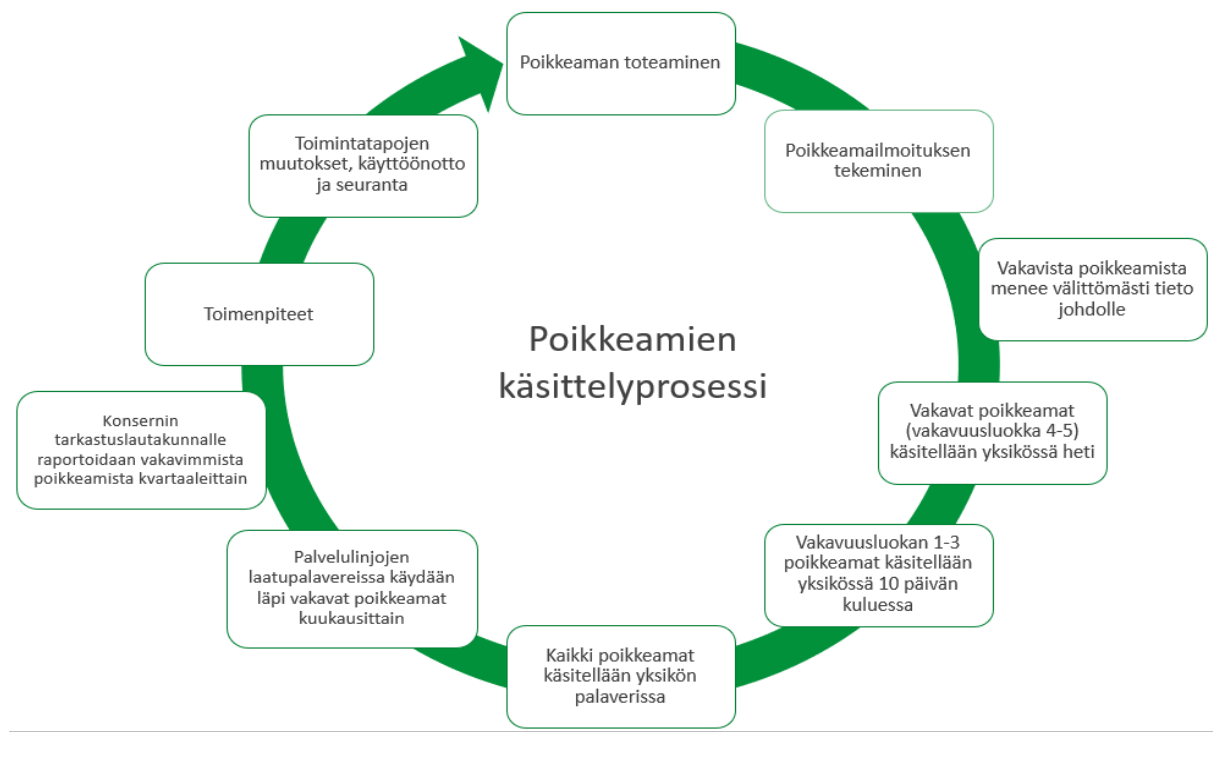 Poikkeaman toteaminen
Poikkeamailmoituksen
tekeminen
Vakavista poikkeamista
menee välittömästi tieto
johdolle
Vakavat poikkeamat
(vakavuusluokka 4-5)
käsitellään yksikössä heti
Vakavuusluokan 1-3
poikkeamat käsitellään
yksikössä 10 päivän
kuluessa
Kaikki poikkeamat
käsitellään yksikön
palaverissa
Palvelulinjojen
laatupalavereissa käydään
läpi vakavat poikkeamat
kuukausittain
Konsernin
tarkastuslautakunnalle
raportoidaan vakavimmista
poikkeamista kvartaaleittain
Toimenpiteet
Toimintatapojen
muutokset, käyttöönotto
ja seuranta
Poikkeamien
käsittelyprosessi